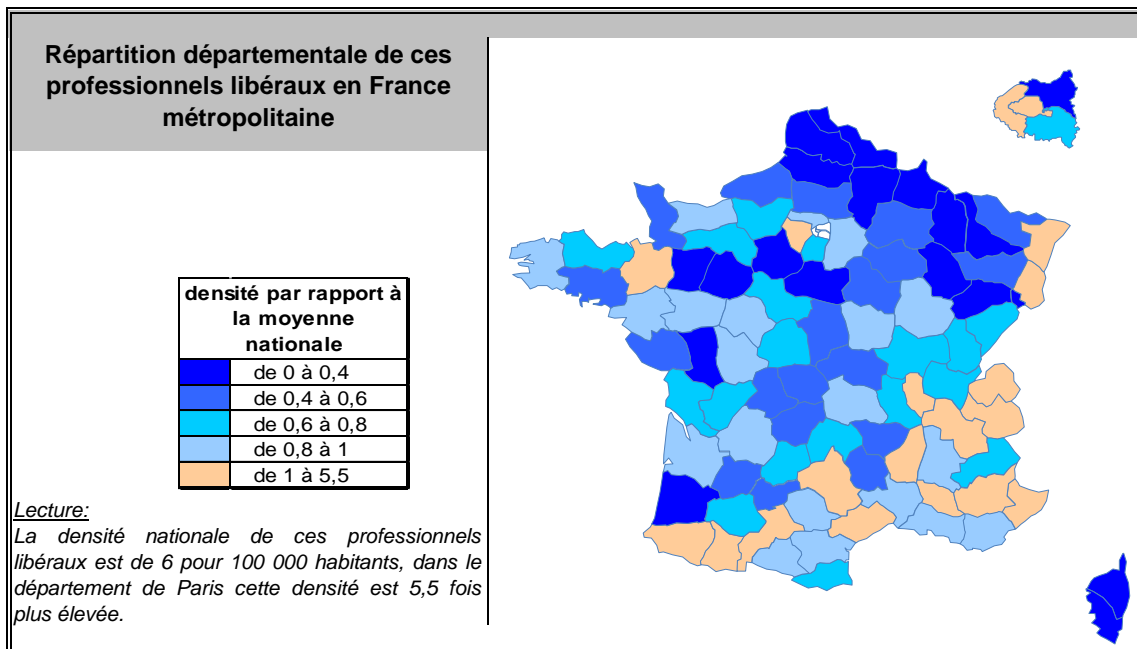 Répartition départementale de ces
professionnels libéraux en France
métropolitaine
densité par rapport à
la moyenne
nationale
de 0 à 0,4
de 0,4 à 0,6
de 0,6 à 0,8
de 0,8 à 1
de 1 à 5,5
Lecture:
La densité nationale de ces professionnels
libéraux est de 6 pour 100 000 habitants, dans le
département de Paris cette densité est 5,5 fois
plus élevée.